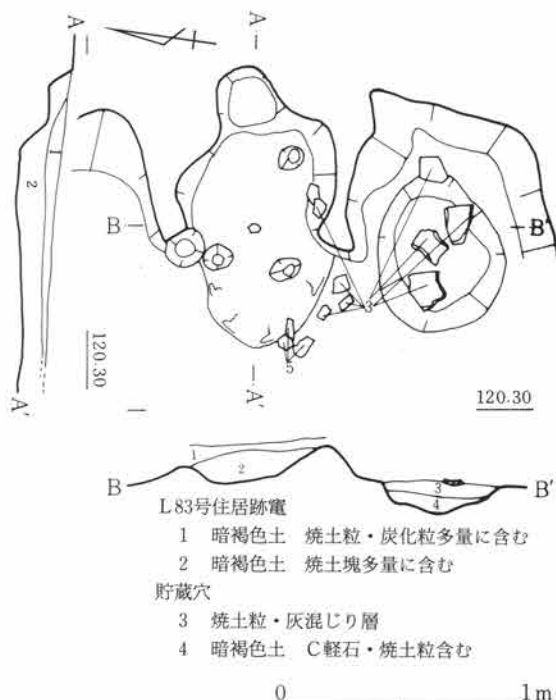 A
A
1
2
B
B'
3
5
120.30
120.30
A'
A'
B
1
2
3
4
B'
L83号住居跡竈
1 暗褐色土 焼土粒・炭化粒多量に含む
2 暗褐色土 焼土塊多量に含む
貯蔵穴
3 焼土粒・灰混じり層
4 暗褐色土 C軽石・焼土粒含む
0 1m